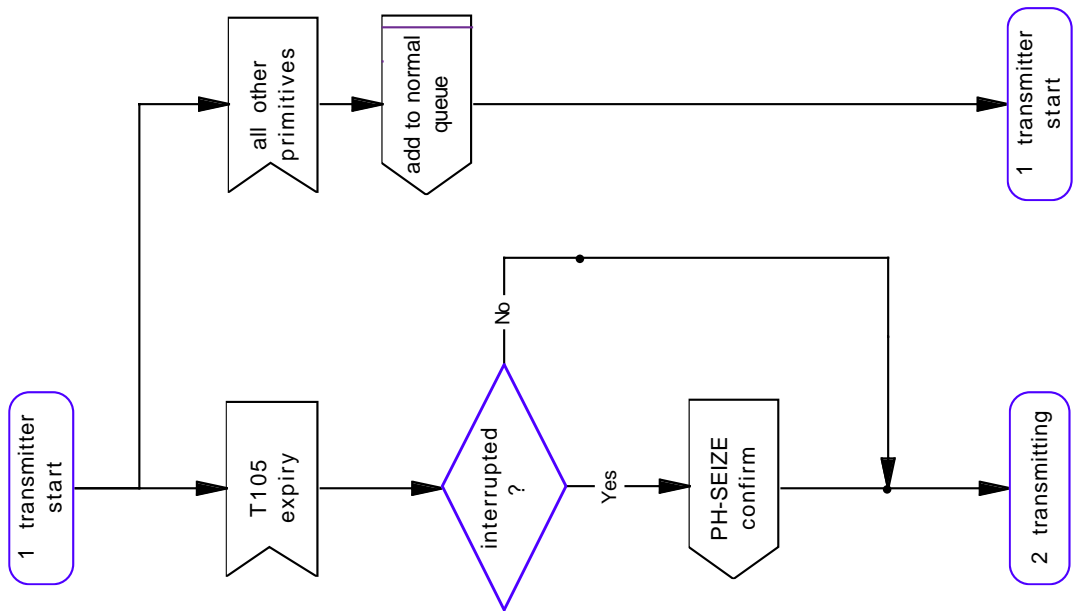 1 transmitter
start
T105
expiry
interrupted
?
No
Yes
PH-SEIZE
confirm
2 transmitting
all other
primitives
add to normal
queue
1 transmitter
start